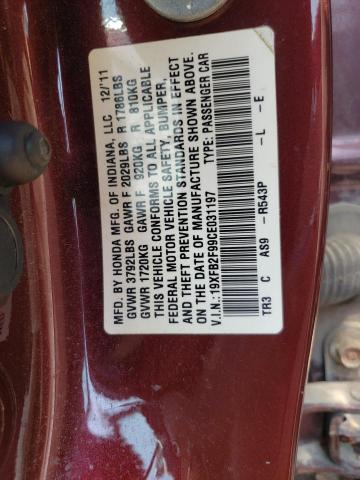 MFD. BY HONDA MFG. OF INDIANA, LLC 12/'11
GVWR 3792LBS GAWR F 2029LBS R 1786LBS
GVWR 1720KG GAWR F 920KG R 810KG
THIS VEHICLE CONFORMS TO ALL APPLICABLE
FEDERAL MOTOR VEHICLE SAFETY, BUMPER,
AND THEFT PREVENTION STANDARDS IN EFFECT
ON THE DATE OF MANUFACTURE SHOWN ABOVE.
V.I.N.:19XFB2F99CE031197 TYPE: PASSENGER CAR
TR3 C AS9 -R543P -L -E